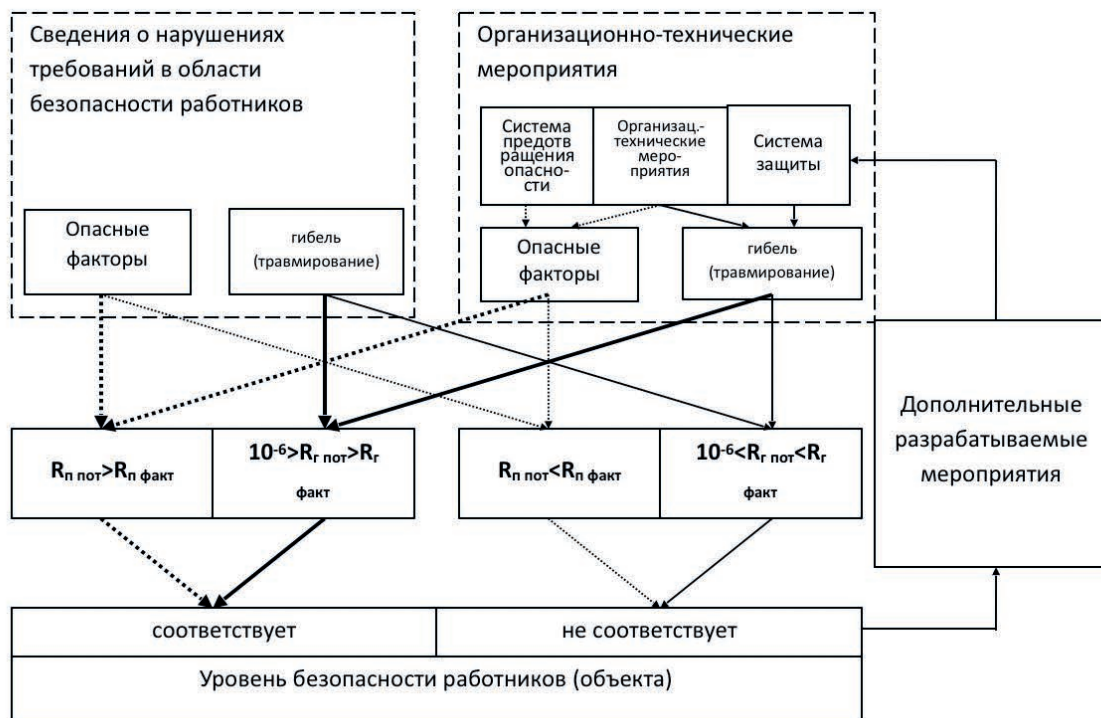 Сведения о нарушениях
требований в области
безопасности работников
Опасные
факторы
гибель
(травмирование)
Организационно-технические
мероприятия
Система
предотв
ращения
опасно-
сти
Организац.-
технические
меро-
приятия
Система
защиты
Опасные
факторы
гибель
(травмирование)
Rп пот>Rп факт
10-6>Rг пот>Rг
факт
Rп пот<Rп факт
10-6<Rг пот<Rг
факт
Дополнительные
разрабатываемые
мероприятия
соответствует
не соответствует
Уровень безопасности работников (объекта)